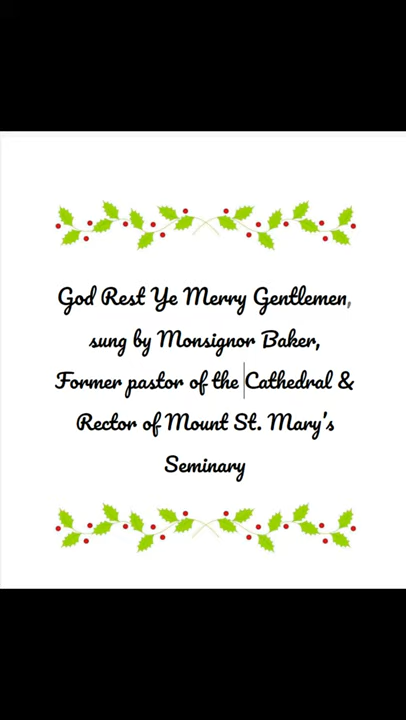 God Rest Ye Merry Gentlemen,
sung by Monsignor Baker,
Former pastor of the Cathedral &
Rector of Mount St. Mary's
Seminary